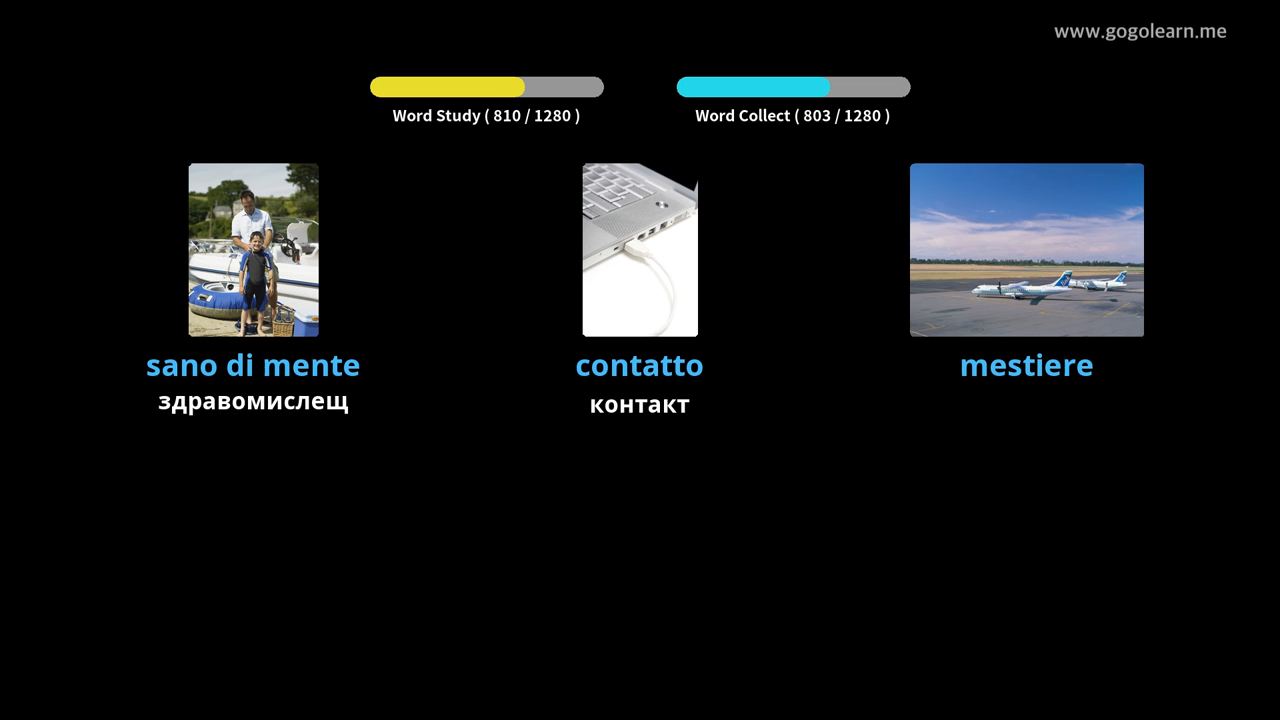 www.gogolearn.me
Word Study ( 810 / 1280 )
Word Collect ( 803 / 1280 )
sano di mente
здравомислещ
contatto
контакт
mestiere